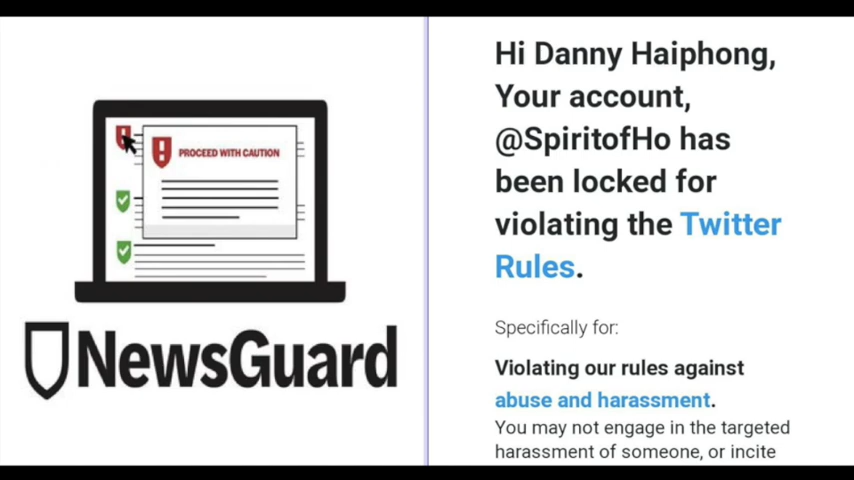 PROCEED WITH CAUTION
NewsGuard
Hi Danny Haiphong,
Your account,
@SpiritofHo has
been locked for
violating the Twitter
Rules.
Specifically for:
Violating our rules against
abuse and harassment.
You may not engage in the targeted
harassment of someone, or incite